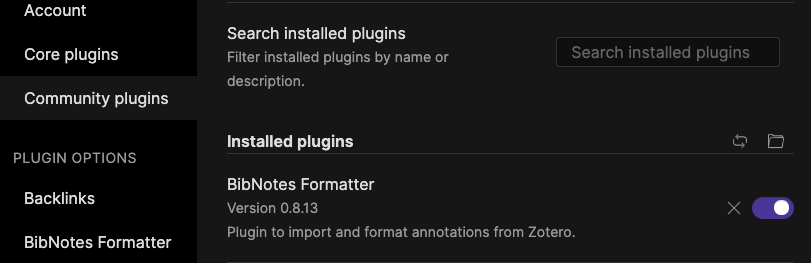 Account
Core plugins
Community plugins
PLUGIN OPTIONS
Backlinks
BibNotes Formatter
Search installed plugins
Filter installed plugins by name or
description.
Search installed plugins
Installed plugins
BibNotes Formatter
Version 0.8.13
Plugin to import and format annotations from Zotero.